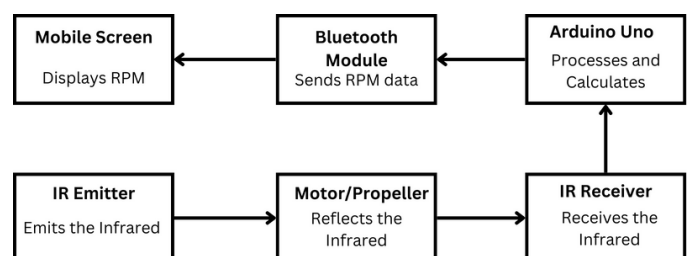 Mobile Screen
Displays RPM
Bluetooth
Module
Sends RPM data
Arduino Uno
Processes and
Calculates
IR Emitter
Emits the Infrared
Motor/Propeller
Reflects the
Infrared
IR Receiver
Receives the
Infrared